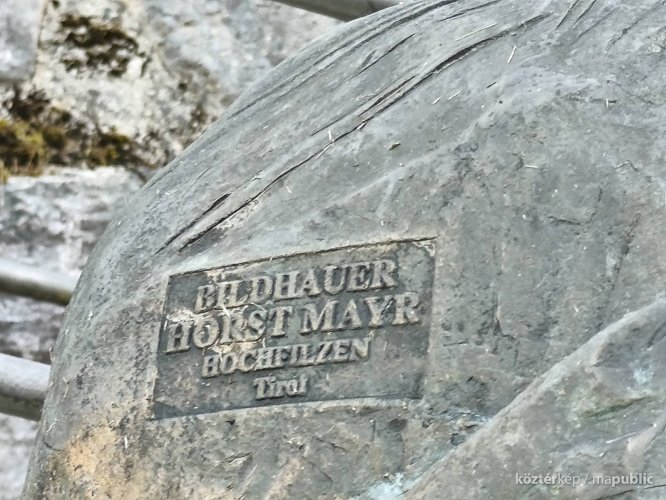 BILDHAUER
HORST MAYR
HOCHFILZEN
Tirol
köztérkép / mapublic